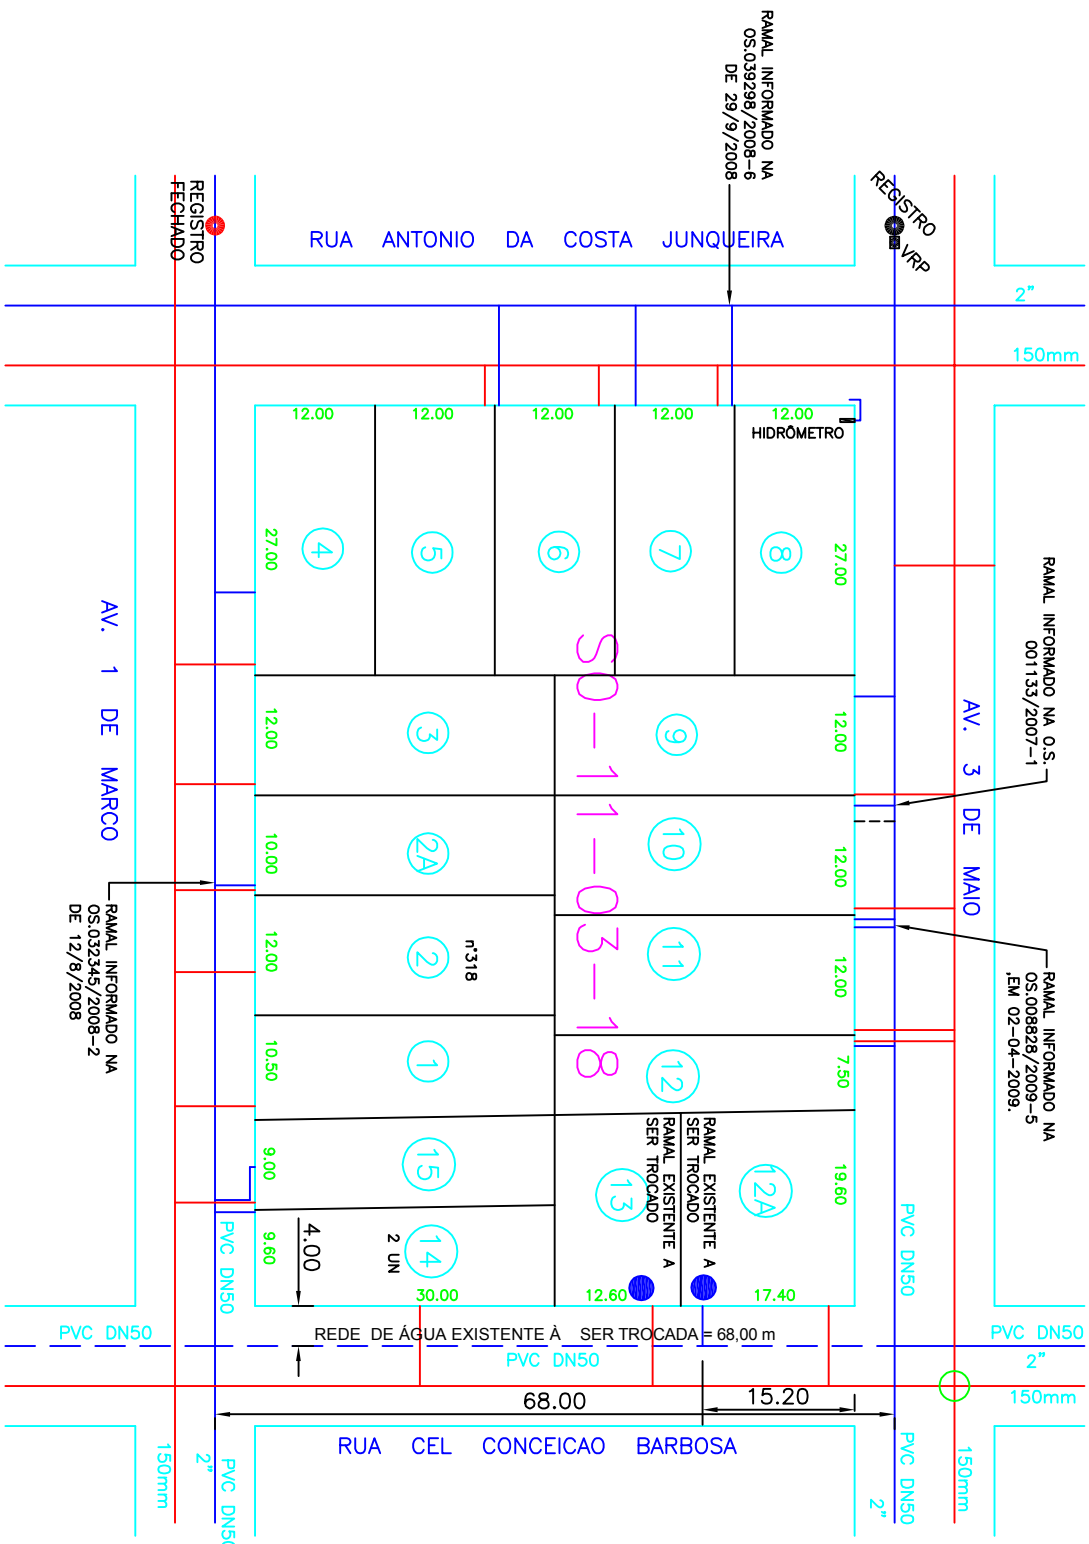 RAMAL INFORMADO NA
OS.039298/2008-6
DE 29/9/2008
REGISTRO
FECHADO
RUA ANTONIO DA COSTA JUNQUEIRA
REGISTRO
VRP
2"
150mm
12.00
12.00
12.00
12.00
12.00
HIDRÔMETRO
4
5
6
7
8
27.00
27.00
RAMAL INFORMADO NA O.S.
001133/2007-1
AV. 1 DE MARCO
AV. 3 DE MAIO
S0-11-03-18
3
9
12.00
12.00
2A
10
10.00
12.00
2
11
n°318
12.00
12.00
RAMAL INFORMADO NA
OS.032345/2008-2
DE 12/8/2008
RAMAL INFORMADO NA
OS.008828/2009-5
,EM 02-04-2009.
1
12
10.50
7.50
15
13
12A
9.00
19.60
RAMAL EXISTENTE A
SER TROCADO
RAMAL EXISTENTE A
SER TROCADO
14
2 UN
9.60
4.00
30.00
12.60
17.40
PVC DN50
PVC DN50
PVC DN50
REDE DE ÁGUA EXISTENTE À SER TROCADA = 68,00 m
PVC DN50
PVC DN50
2"
150mm
68.00
15.20
RUA CEL CONCEICAO BARBOSA
150mm
2"
PVC DN50
PVC DN50
2"
150mm